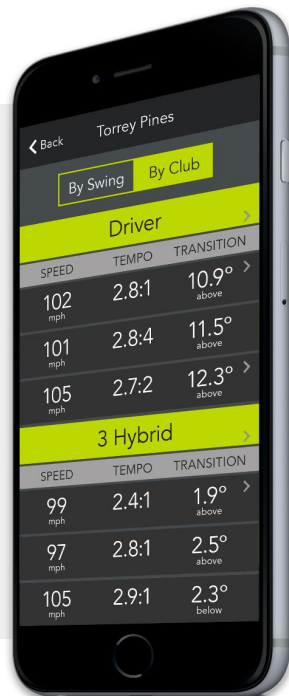 Back Torrey Pines
By Swing By Club
Driver
SPEED TEMPO TRANSITION
102 2.8:1 10.9°
mph above
101 2.8:4 11.5°
mph above
105 2.7:2 12.3°
mph above
3 Hybrid
SPEED TEMPO TRANSITION
99 2.4:1 1.9°
mph above
97 2.8:1 2.5°
mph above
105 2.9:1 2.3°
mph below